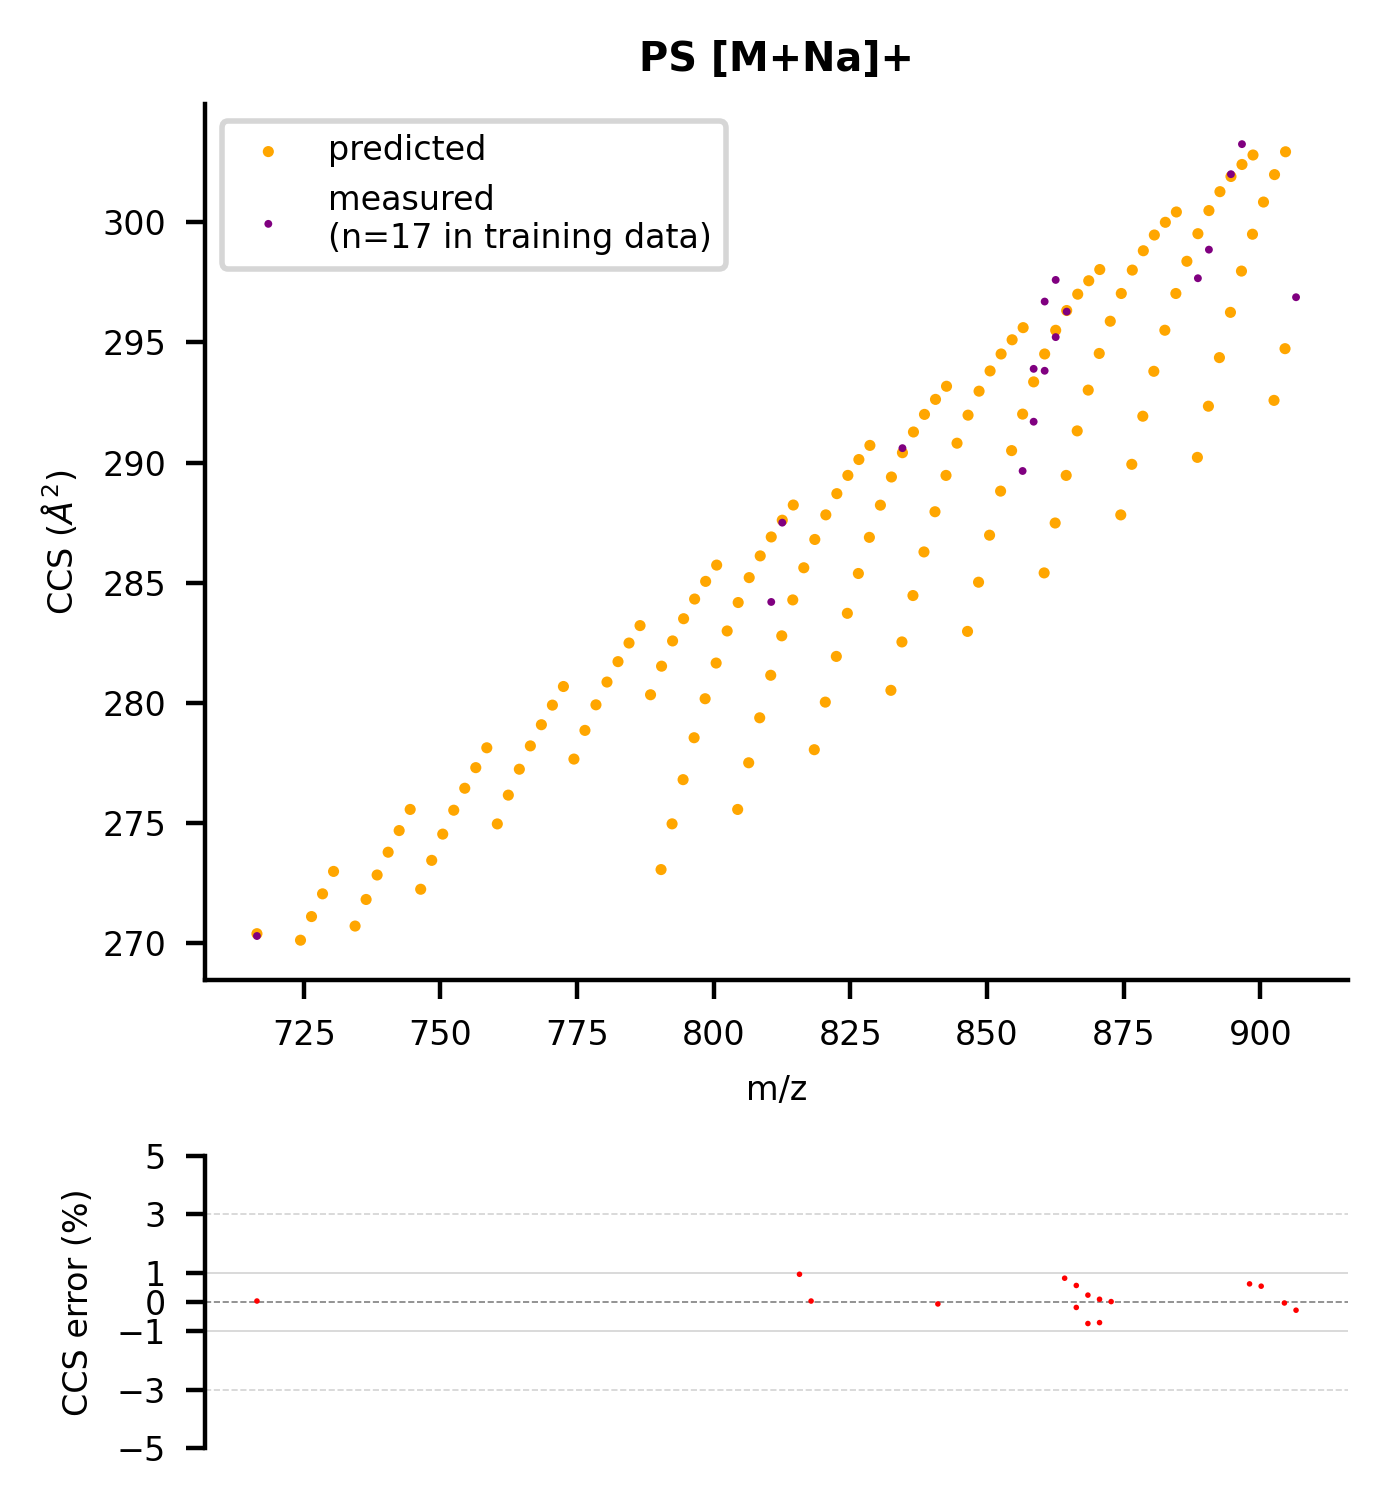 PS [M+Na]+
predicted
measured
(n=17 in training data)
300
295
290
285
280
275
270
CCS (Å²)
725 750 775 800 825 850 875 900
m/z
5
3
1
0
−1
−3
−5
CCS error (%)